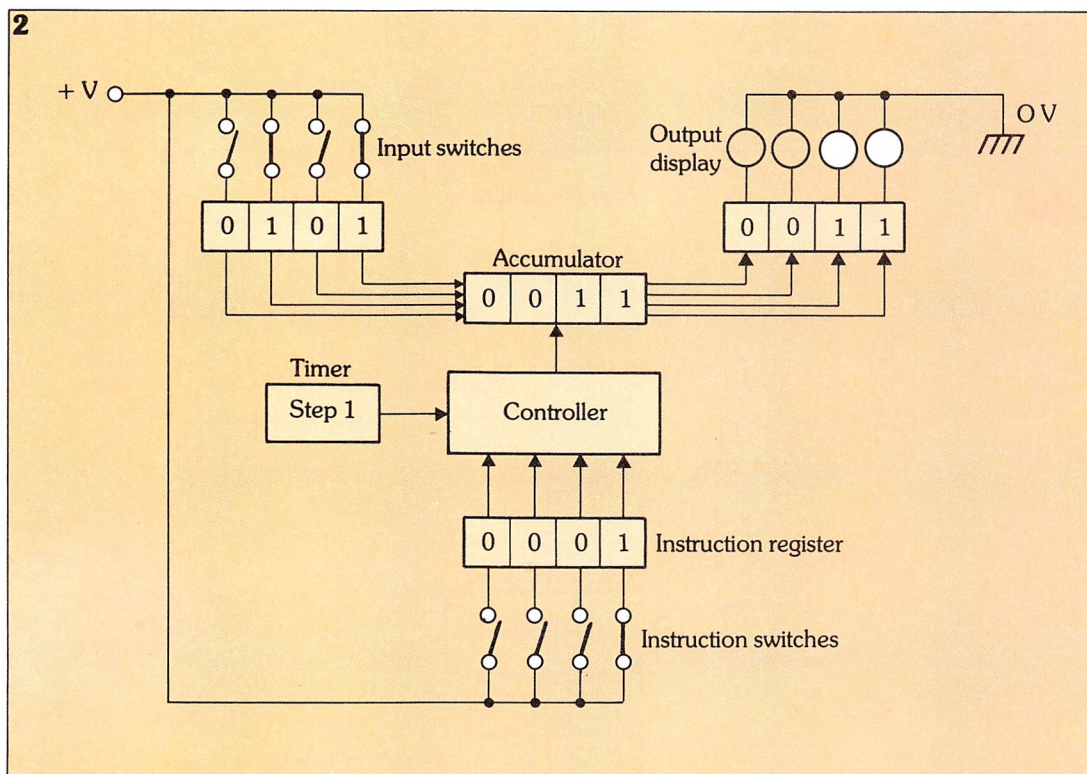 2
+ V
Input switches
0 1 0 1
Output
display
0 V
0 0 1 1
Accumulator
0 0 1 1
Timer
Step 1
Controller
0 0 0 1
Instruction register
Instruction switches